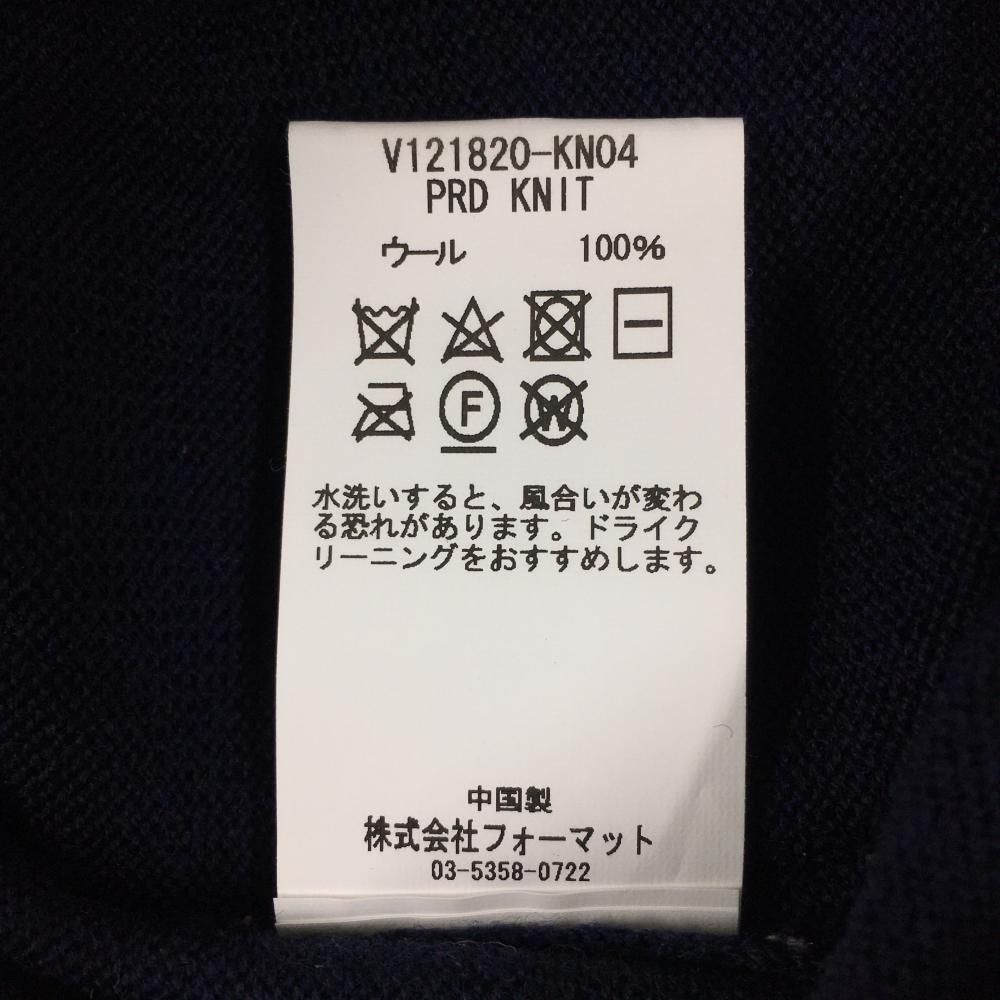 V121820-KN04
PRD KNIT
ウール 100%
F
W
水洗いすると、風合いが変わ
る恐れがあります。ドライク
リーニングをおすすめします。
中国製
株式会社フォーマット
03-5358-0722